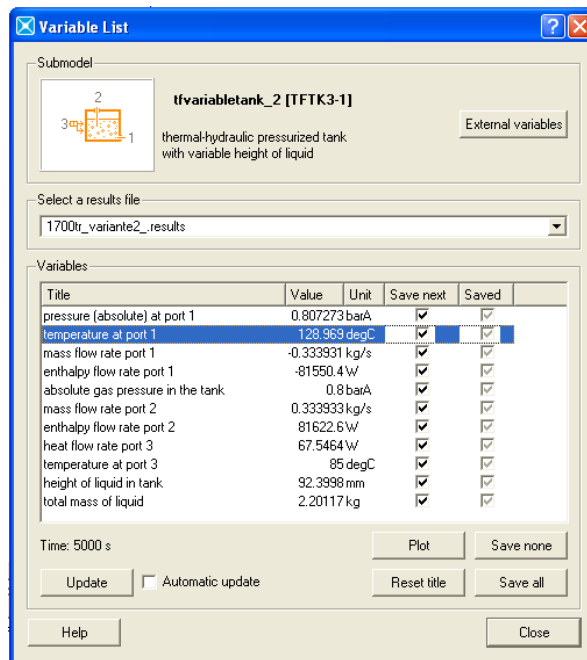 Variable List
Submodel
2
3
1
tfvariabletank_2 [TFTK3-1]
thermal-hydraulic pressurized tank
with variable height of liquid
External variables
Select a results file
1700tr_variante2_.results
Variables
Title Value Unit Save next Saved
pressure (absolute) at port 1 0.807273 barA
temperature at port 1 128.969 degC
mass flow rate port 1 -0.333931 kg/s
enthalpy flow rate port 1 -81550.4 W
absolute gas pressure in the tank 0.8 barA
mass flow rate port 2 0.333933 kg/s
enthalpy flow rate port 2 81622.6 W
heat flow rate port 3 67.5464 W
temperature at port 3 85 degC
height of liquid in tank 92.3998 mm
total mass of liquid 2.20117 kg
Time: 5000 s
Plot Save none
Update Automatic update Reset title Save all
Help Close